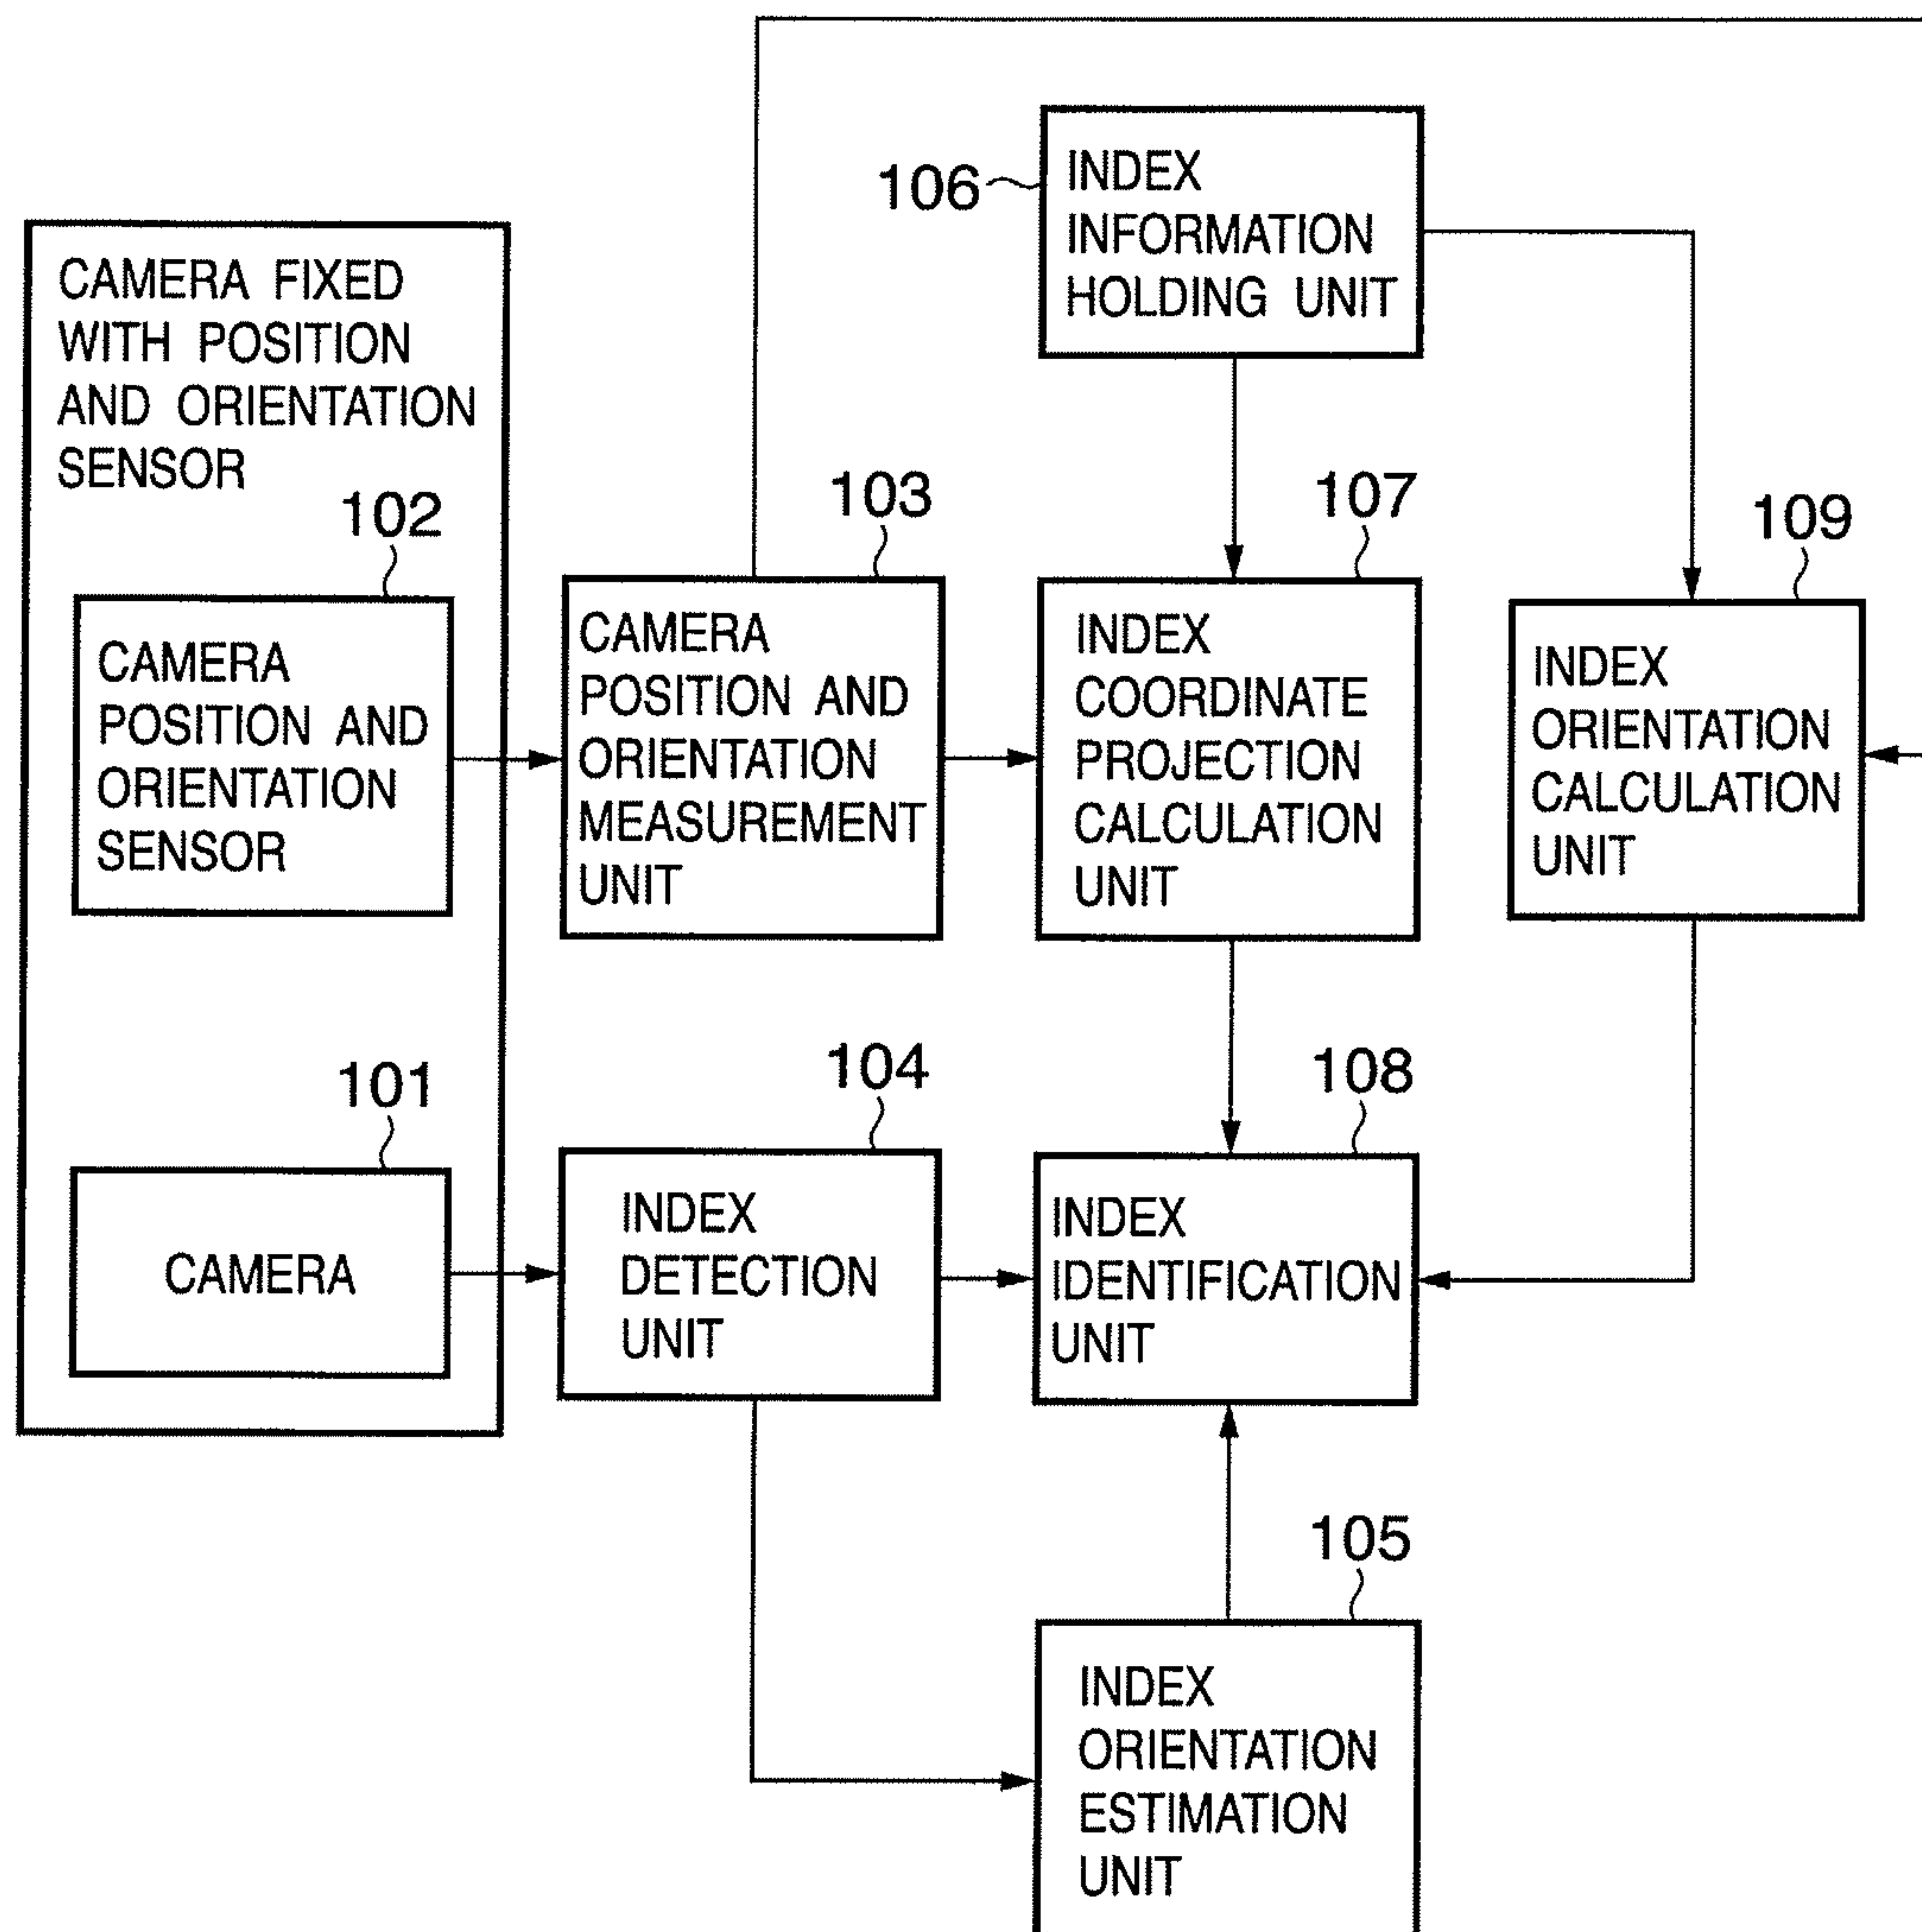 106
INDEX
INFORMATION
HOLDING UNIT
CAMERA FIXED
WITH POSITION
AND ORIENTATION
SENSOR
102
CAMERA
POSITION AND
ORIENTATION
SENSOR
103
CAMERA
POSITION AND
ORIENTATION
MEASUREMENT
UNIT
107
INDEX
COORDINATE
PROJECTION
CALCULATION
UNIT
109
INDEX
ORIENTATION
CALCULATION
UNIT
101
CAMERA
104
INDEX
DETECTION
UNIT
108
INDEX
IDENTIFICATION
UNIT
105
INDEX
ORIENTATION
ESTIMATION
UNIT